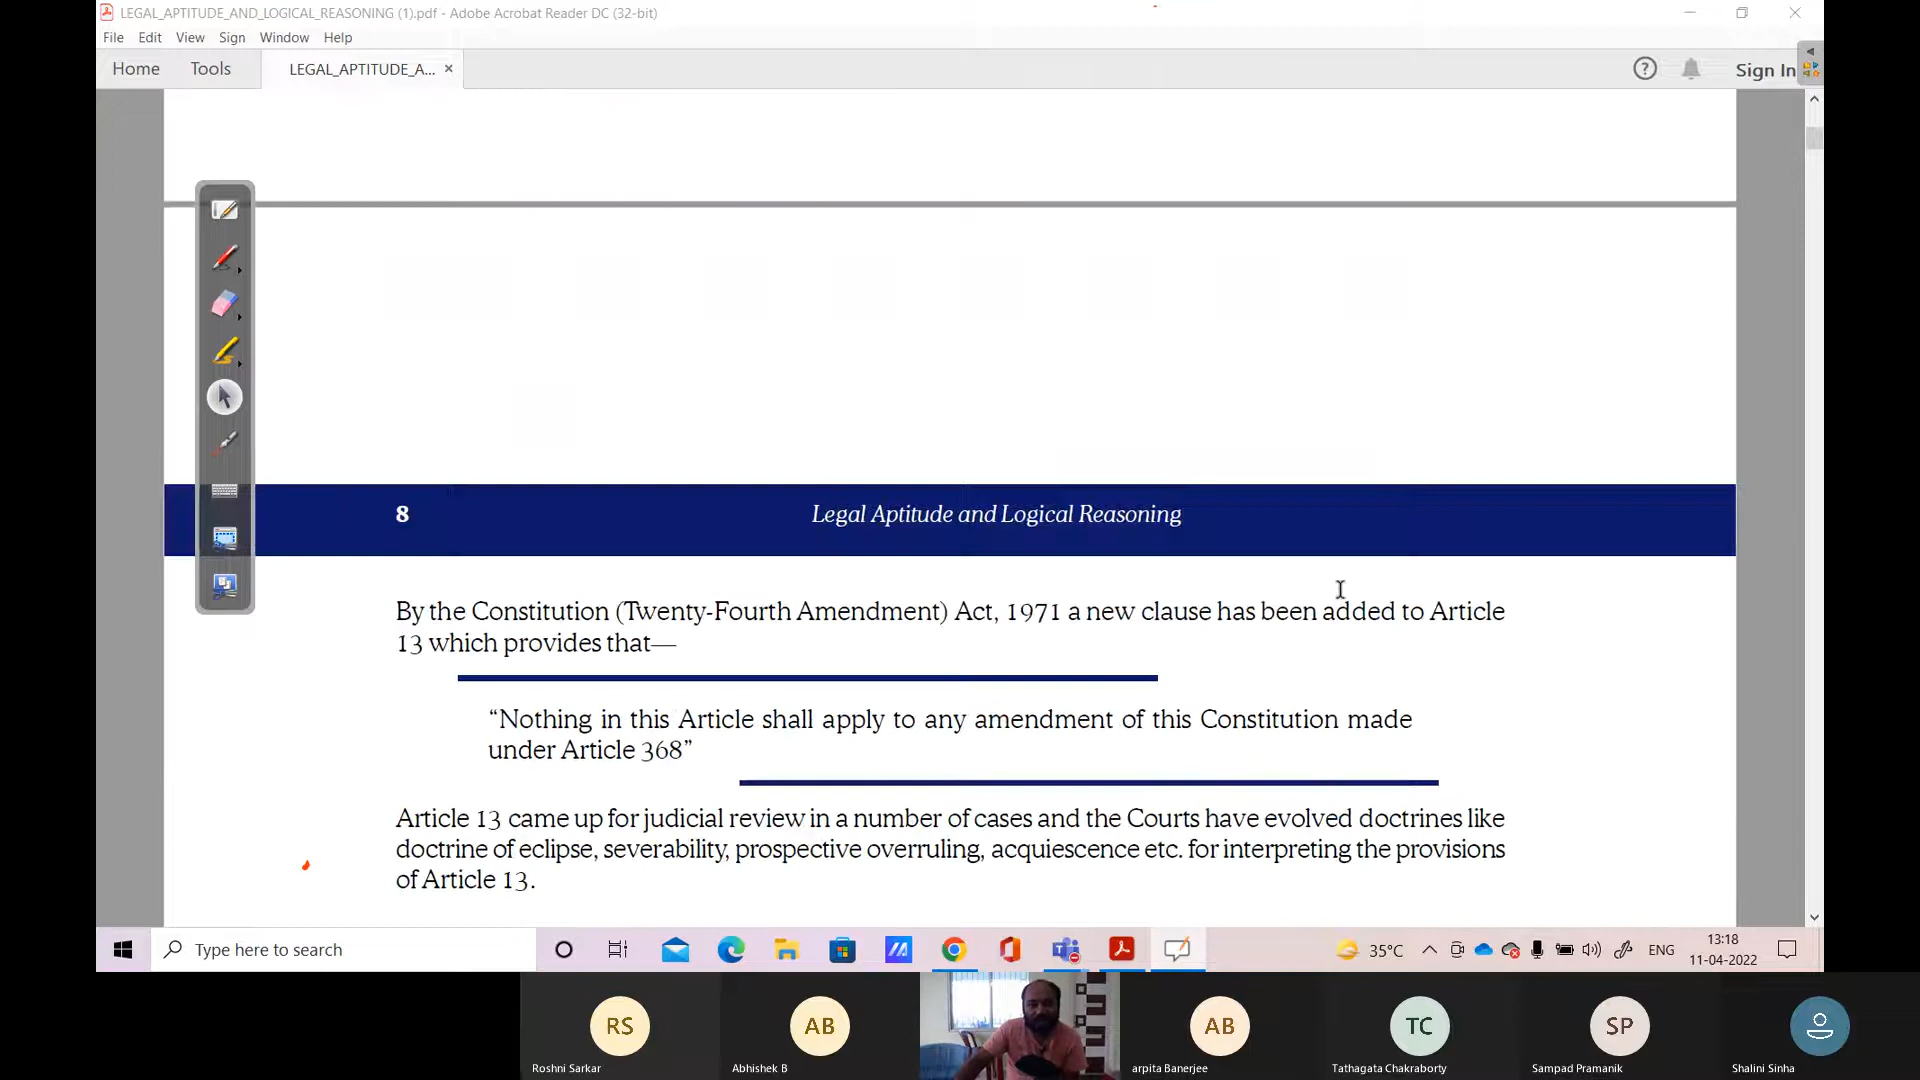 LEGAL_APTITUDE_AND_LOGICAL_REASONING (1).pdf - Adobe Acrobat Reader DC (32-bit)
File Edit View Sign Window Help
Home Tools LEGAL_APTITUDE_A... × Sign In
8 Legal Aptitude and Logical Reasoning
By the Constitution (Twenty-Fourth Amendment) Act, 1971 a new clause has been added to Article
13 which provides that—
“Nothing in this Article shall apply to any amendment of this Constitution made
under Article 368”
Article 13 came up for judicial review in a number of cases and the Courts have evolved doctrines like
doctrine of eclipse, severability, prospective overruling, acquiescence etc. for interpreting the provisions
of Article 13.
Type here to search 35°C ENG 13:18
11-04-2022
RS AB AB TC SP
Roshni Sarkar Abhishek B arpita Banerjee Tathagata Chakraborty Sampad Pramanik Shalini Sinha